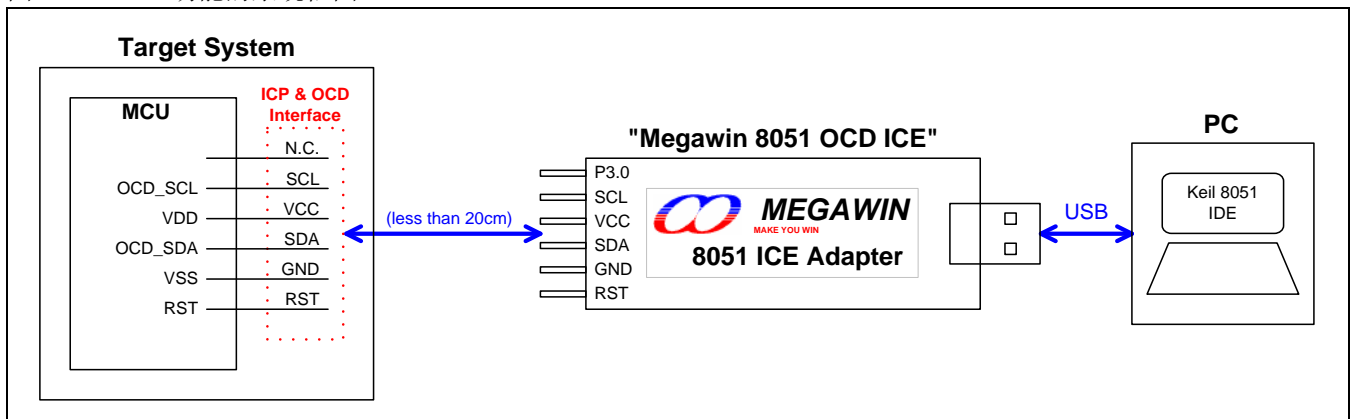 Target System
MCU
ICP & OCD
Interface
N.C.
OCD_SCL
SCL
VDD
VCC
OCD_SDA
SDA
VSS
GND
RST
RST
(less than 20cm)
"Megawin 8051 OCD ICE"
P3.0
SCL
VCC
SDA
GND
RST
MEGAWIN
MAKE YOU WIN
8051 ICE Adapter
USB
PC
Keil 8051
IDE